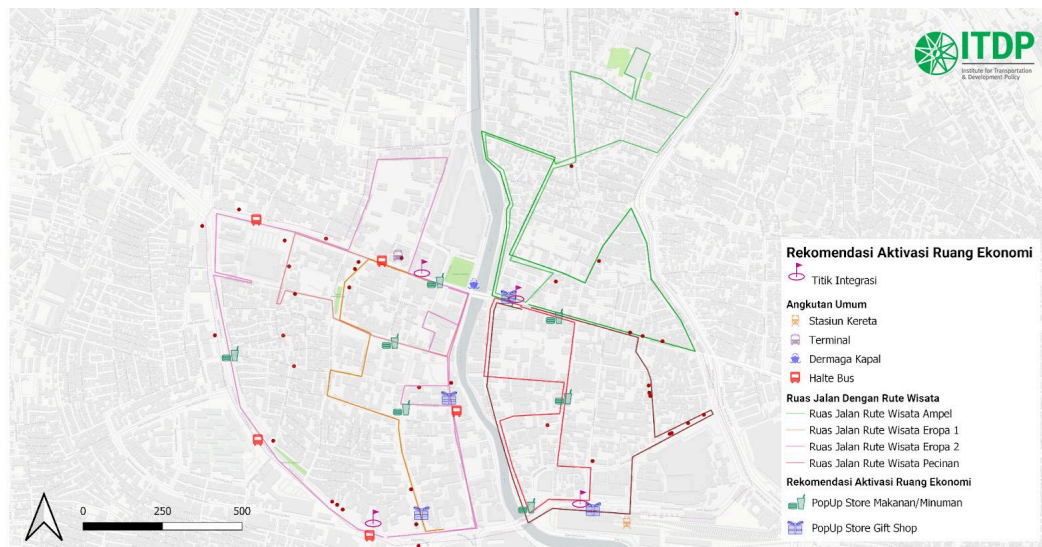 ITDP
Institute for Transportation
& Development Policy
Rekomendasi Aktivasi Ruang Ekonomi
Titik Integrasi
Angkutan Umum
Stasiun Kereta
Terminal
Dermaga Kapal
Halte Bus
Ruas Jalan Dengan Rute Wisata
Ruas Jalan Rute Wisata Ampel
Ruas Jalan Rute Wisata Eropa 1
Ruas Jalan Rute Wisata Eropa 2
Ruas Jalan Rute Wisata Pecinan
Rekomendasi Aktivasi Ruang Ekonomi
PopUp Store Makanan/Minuman
PopUp Store Gift Shop
0 250 500